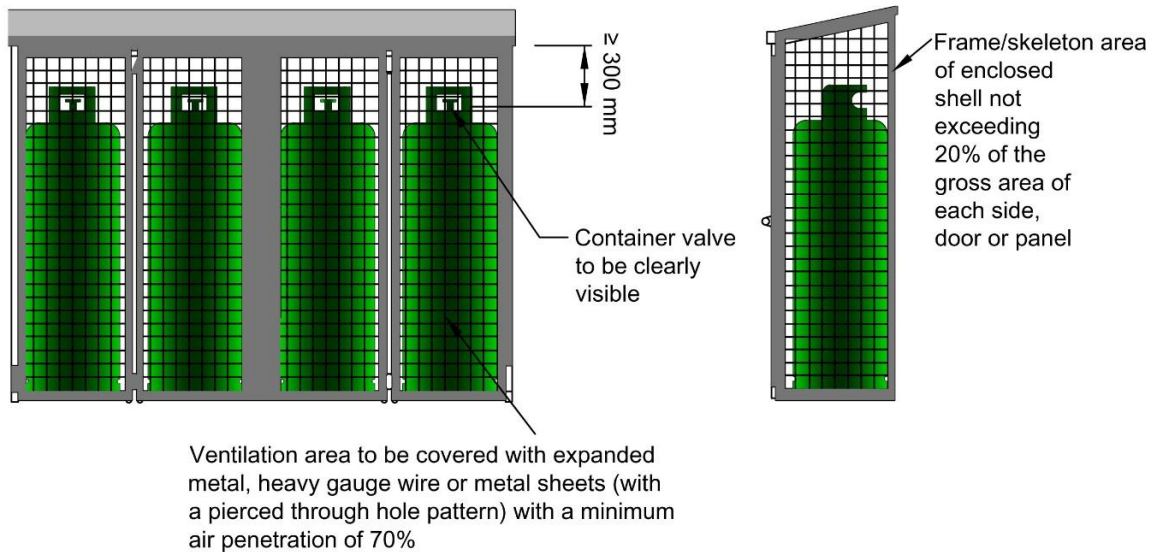 ≥ 300 mm
Frame/skeleton area
of enclosed
shell not
exceeding
20% of the
gross area of
each side,
door or panel
Container valve
to be clearly
visible
Ventilation area to be covered with expanded
metal, heavy gauge wire or metal sheets (with
a pierced through hole pattern) with a minimum
air penetration of 70%